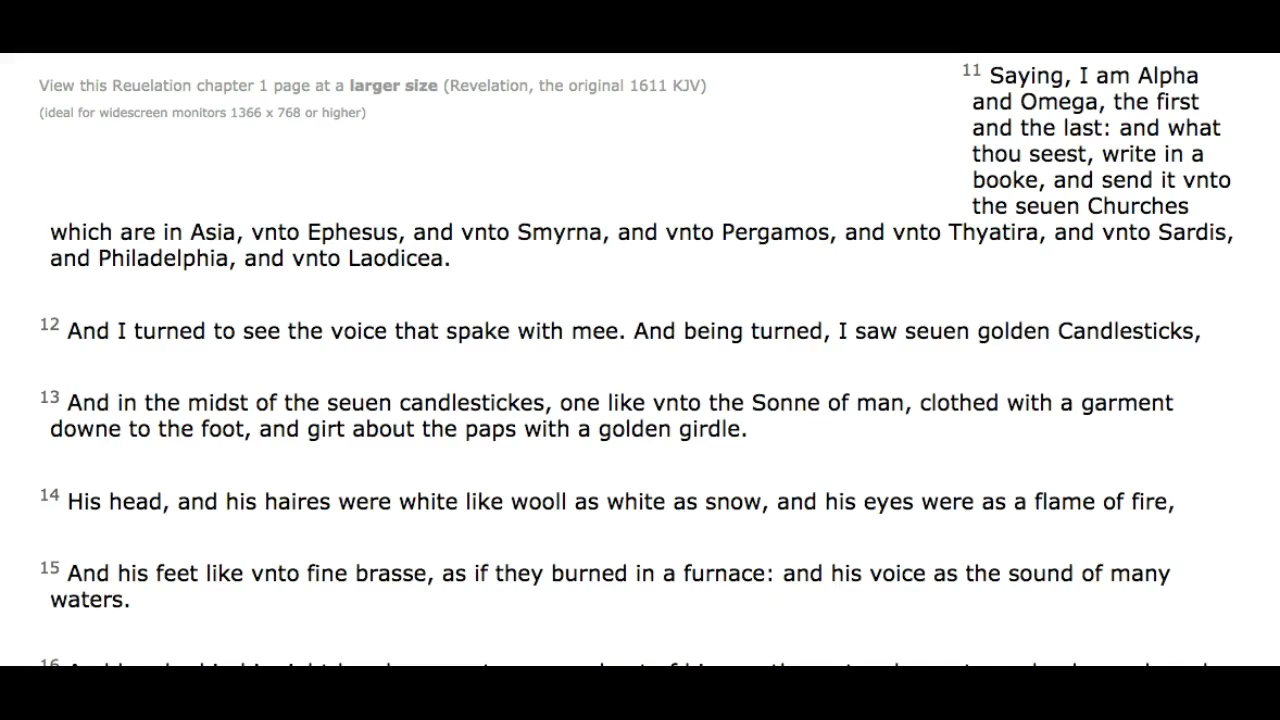 View this Reuelation chapter 1 page at a larger size (Revelation, the original 1611 KJV)
(ideal for widescreen monitors 1366 x 768 or higher)
11 Saying, I am Alpha
and Omega, the first
and the last: and what
thou seest, write in a
booke, and send it vnto
the seuen Churches
which are in Asia, vnto Ephesus, and vnto Smyrna, and vnto Pergamos, and vnto Thyatira, and vnto Sardis,
and Philadelphia, and vnto Laodicea.
12 And I turned to see the voice that spake with mee. And being turned, I saw seuen golden Candlesticks,
13 And in the midst of the seuen candlestickes, one like vnto the Sonne of man, clothed with a garment
downe to the foot, and girt about the paps with a golden girdle.
14 His head, and his haires were white like wooll as white as snow, and his eyes were as a flame of fire,
15 And his feet like vnto fine brasse, as if they burned in a furnace: and his voice as the sound of many
waters.
16